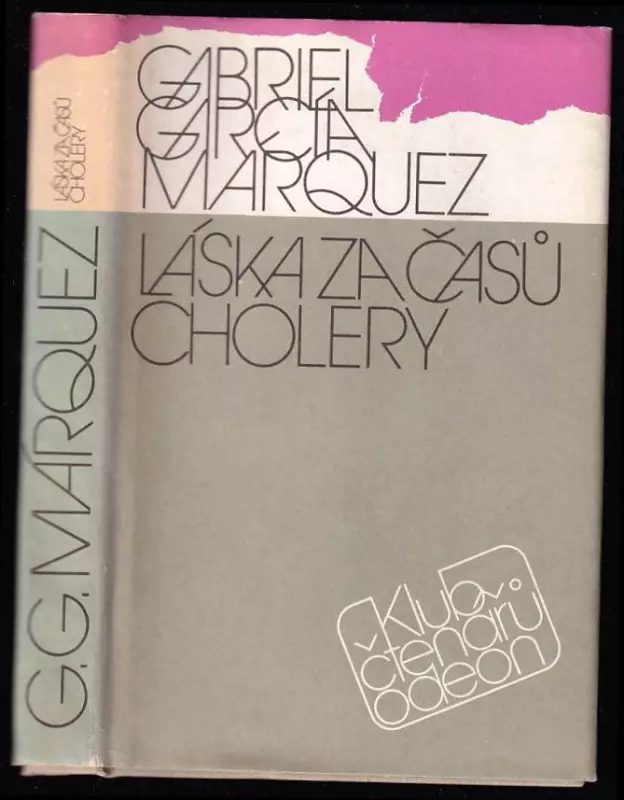 GABRIEL
GARCÍA
MÁRQUEZ
LÁSKA ZA ČASŮ
CHOLERY
Klub
čtenářů
odeon
LÁSKA ZA ČASŮ
CHOLERY
G.G. MÁRQUEZ